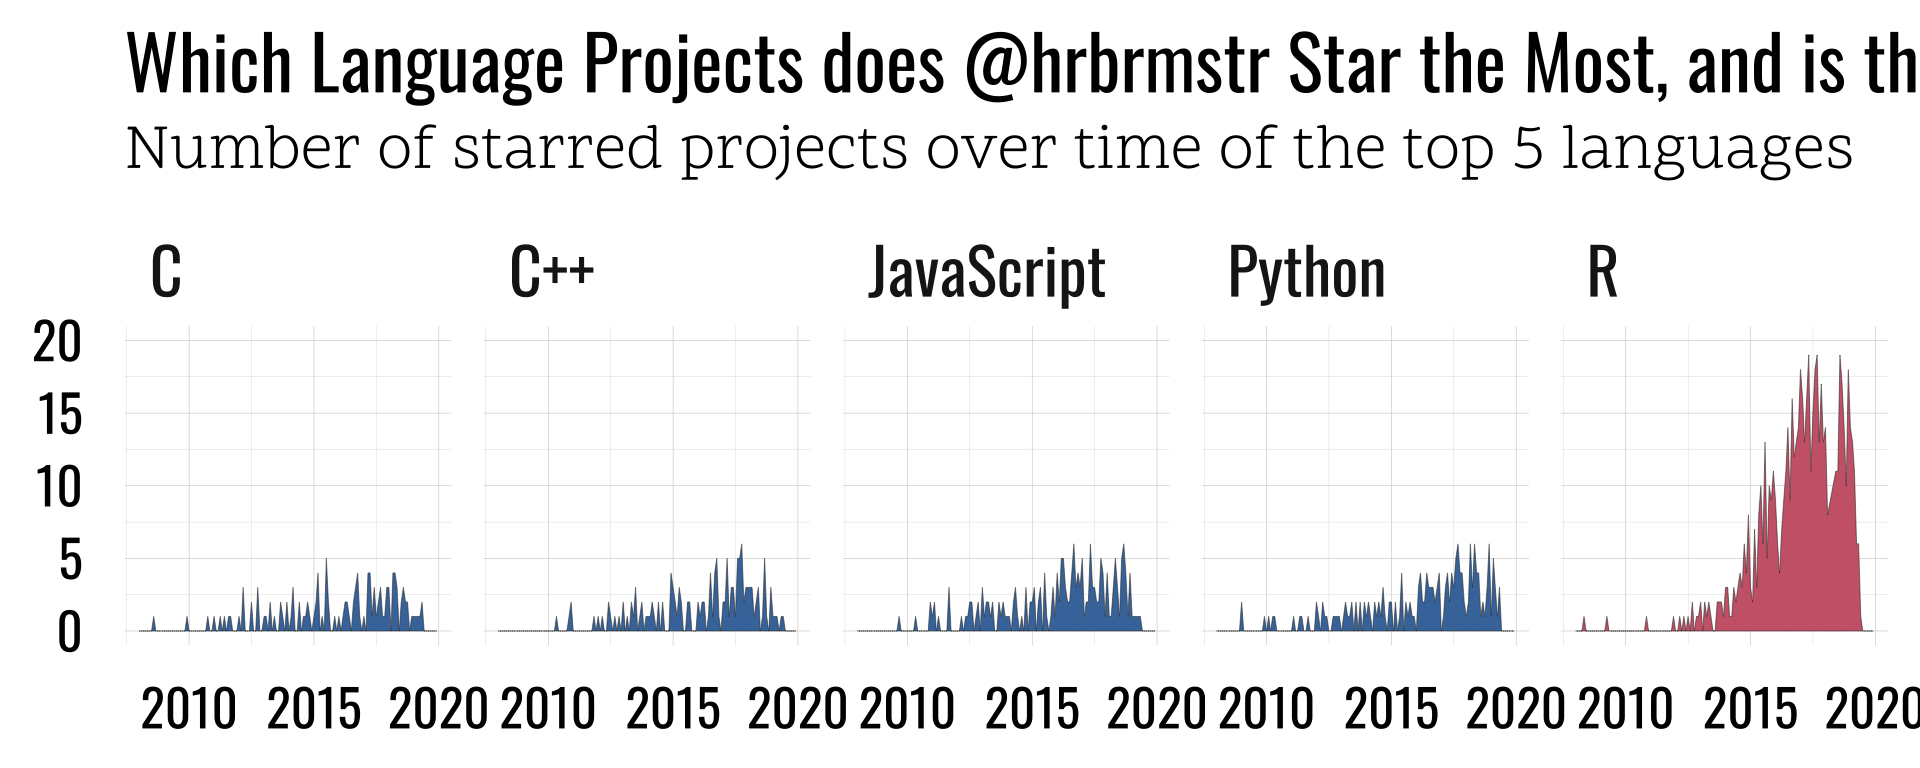 Which Language Projects does @hrbrmstr Star the Most, and is th
Number of starred projects over time of the top 5 languages
C C++ JavaScript Python R
20
15
10
5
0
2010 2015 2020 2010 2015 2020 2010 2015 2020 2010 2015 2020 2010 2015 2020